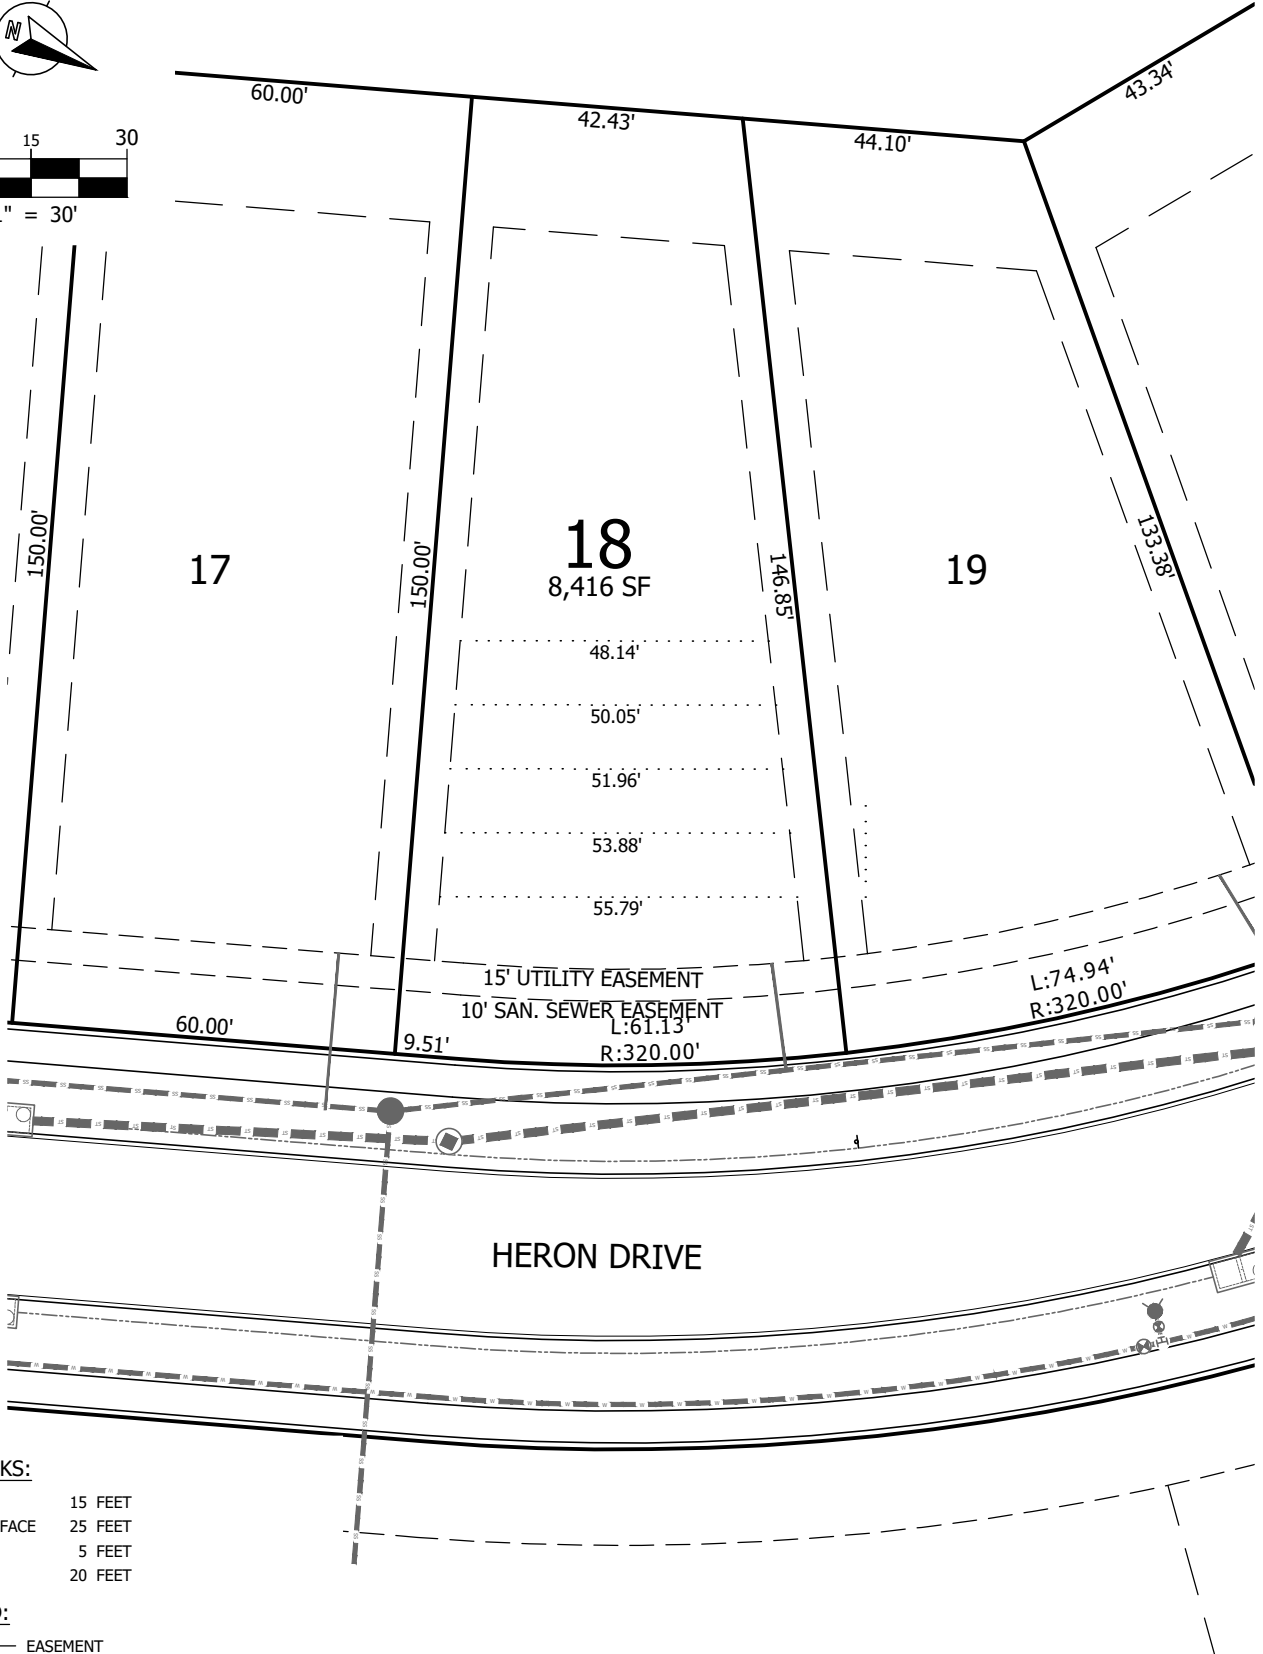 N
60.00'
42.43'
44.10'
43.34'
15 30
" = 30'
150.00'
17
150.00'
18
8,416 SF
146.85'
19
133.38'
48.14'
50.05'
51.96'
53.88'
55.79'
15' UTILITY EASEMENT
10' SAN. SEWER EASEMENT
L:61.13'
R:320.00'
L:74.94'
R:320.00'
60.00'
9.51'
HERON DRIVE
KS:
15 FEET
FACE 25 FEET
5 FEET
20 FEET
:
EASEMENT